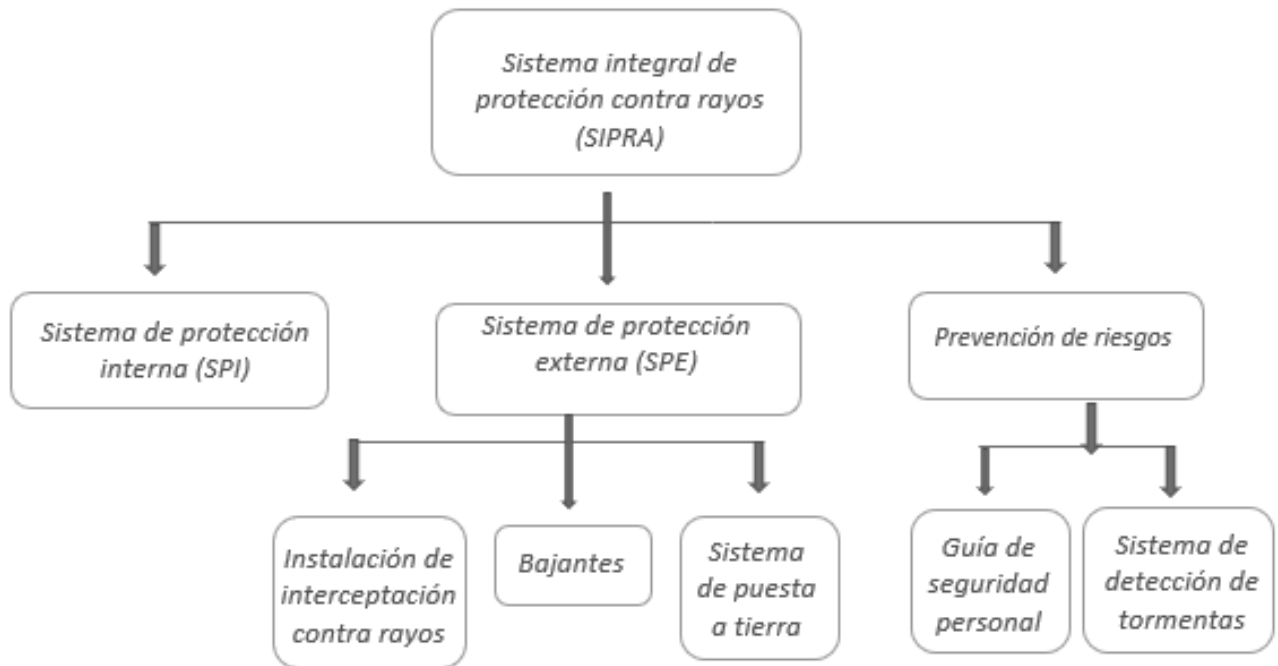 Sistema integral de
protección contra rayos
(SIPRA)
Sistema de protección
interna (SPI)
Sistema de protección
externa (SPE)
Prevención de riesgos
Instalación de
interceptación
contra rayos
Bajantes
Sistema
de puesta
a tierra
Guía de
seguridad
personal
Sistema de
detección de
tormentas